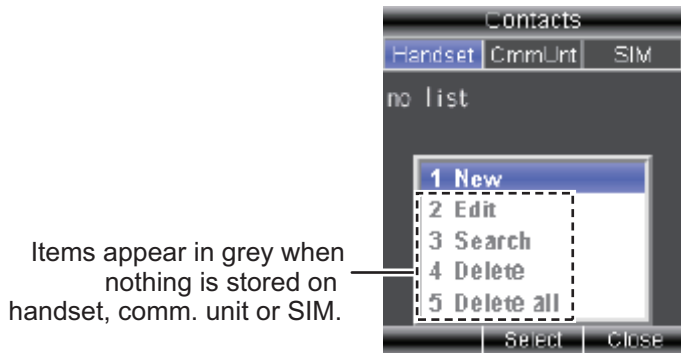 Contacts
Handset CmmUnt SIM
no list
1 New
2 Edit
3 Search
4 Delete
5 Delete all
Select Close
Items appear in grey when
nothing is stored on
handset, comm. unit or SIM.